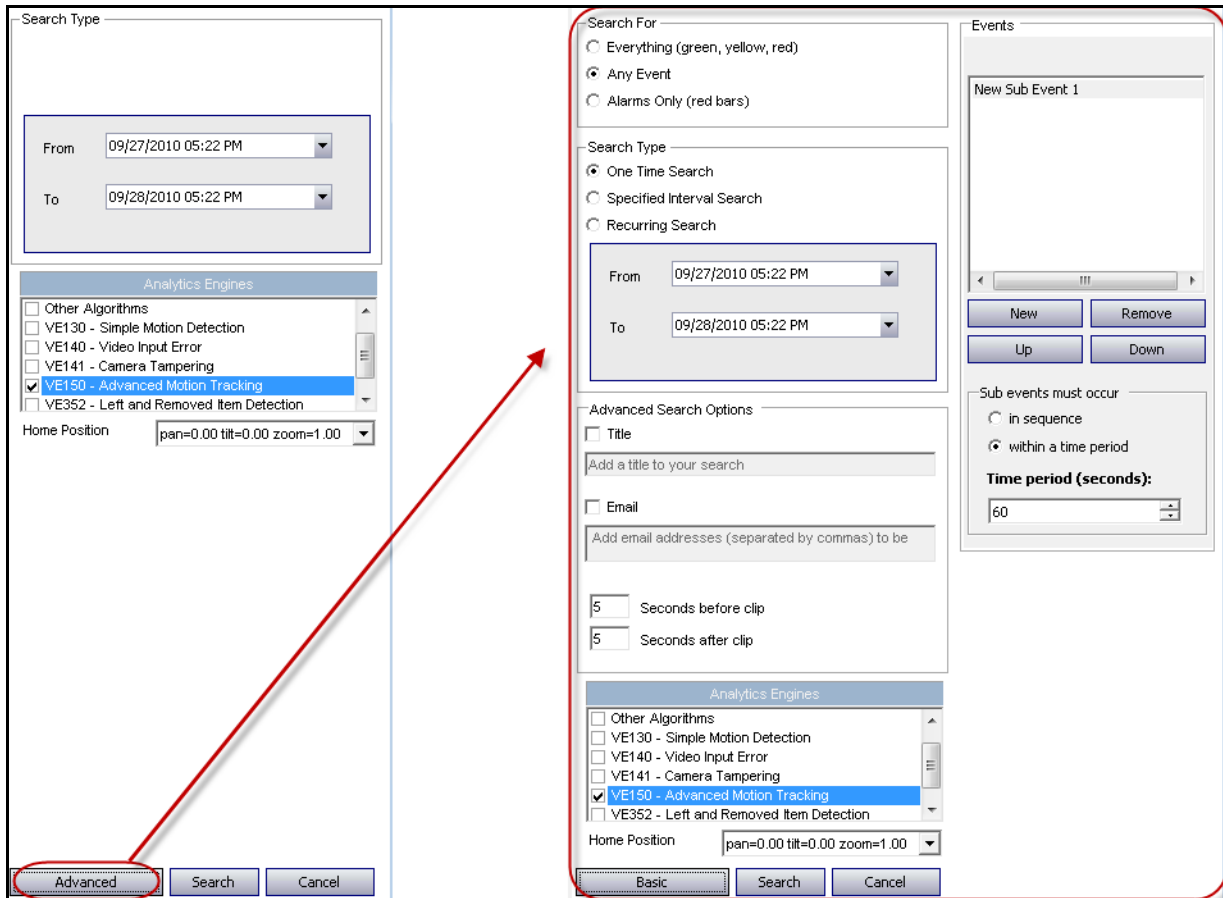 Search Type
From 09/27/2010 05:22 PM
To 09/28/2010 05:22 PM
Analytics Engines
Other Algorithms
VE130 - Simple Motion Detection
VE140 - Video Input Error
VE141 - Camera Tampering
VE150 - Advanced Motion Tracking
VE352 - Left and Removed Item Detection
Home Position pan=0.00 tilt=0.00 zoom=1.00
Advanced Search Cancel
Search For
Everything (green, yellow, red)
Any Event
Alarms Only (red bars)
Search Type
One Time Search
Specified Interval Search
Recurring Search
From 09/27/2010 05:22 PM
To 09/28/2010 05:22 PM
Advanced Search Options
Title
Add a title to your search
Email
Add email addresses (separated by commas) to be
5 Seconds before clip
5 Seconds after clip
Analytics Engines
Other Algorithms
VE130 - Simple Motion Detection
VE140 - Video Input Error
VE141 - Camera Tampering
VE150 - Advanced Motion Tracking
VE352 - Left and Removed Item Detection
Home Position pan=0.00 tilt=0.00 zoom=1.00
Basic Search Cancel
Events
New Sub Event 1
New Remove
Up Down
Sub events must occur
in sequence
within a time period
Time period (seconds):
60